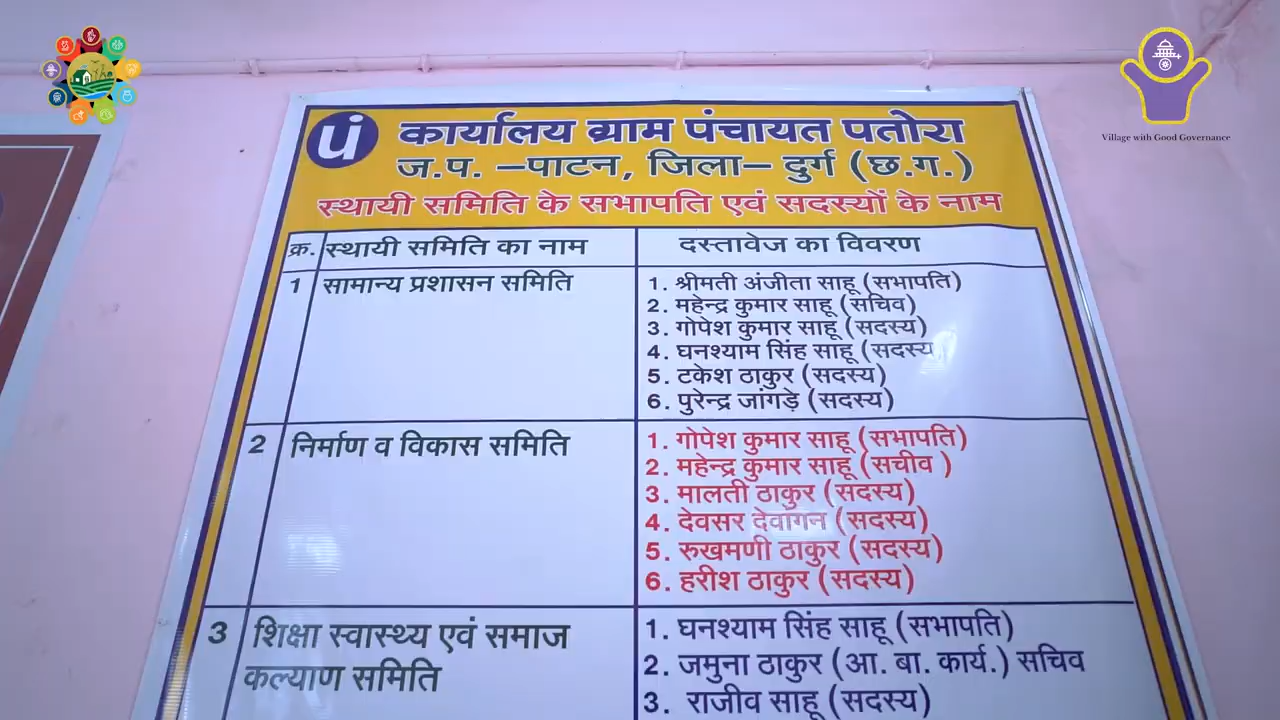 Village with Good Governance
कार्यालय ग्राम पंचायत पतोरा
ज.प. –पाटन, जिला– दुर्ग (छ.ग.)
स्थायी समिति के सभापति एवं सदस्यों के नाम
क्र. स्थायी समिति का नाम दस्तावेज का विवरण
1 सामान्य प्रशासन समिति
1. श्रीमती अंजीता साहू (सभापति)
2. महेन्द्र कुमार साहू (सचिव)
3. गोपेश कुमार साहू (सदस्य)
4. घनश्याम सिंह साहू (सदस्य
5. टकेश ठाकुर (सदस्य)
6. पुरेन्द्र जांगड़े (सदस्य)
2 निर्माण व विकास समिति
1. गोपेश कुमार साहू (सभापति)
2. महेन्द्र कुमार साहू (सचीव )
3. मालती ठाकुर (सदस्य)
4. देवसर देवागन (सदस्य)
5. रुखमणी ठाकुर (सदस्य)
6. हरीश ठाकुर (सदस्य)
3 शिक्षा स्वास्थ्य एवं समाज
कल्याण समिति
1. घनश्याम सिंह साहू (सभापति)
2. जमुना ठाकुर (आ. बा. कार्य.) सचिव
3. राजीव साहू (सदस्य)